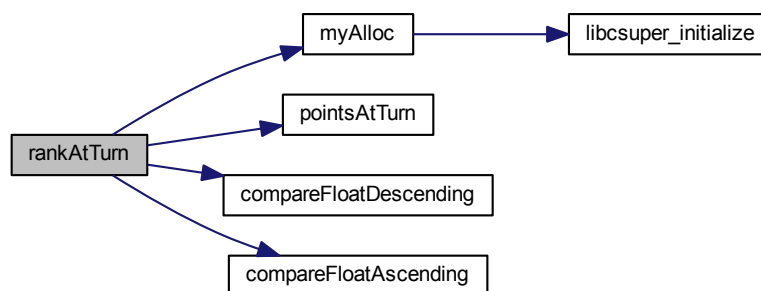 myAlloc
libcsuper_initialize
pointsAtTurn
rankAtTurn
compareFloatDescending
compareFloatAscending